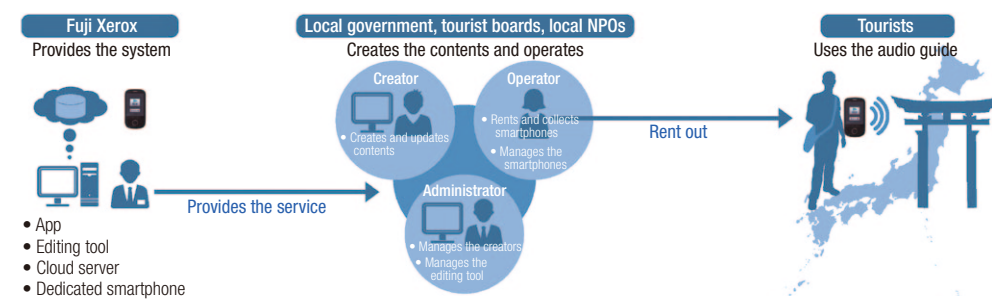 Fuji Xerox
Provides the system
• App
• Editing tool
• Cloud server
• Dedicated smartphone
Provides the service
Local government, tourist boards, local NPOs
Creates the contents and operates
Creator
• Creates and updates
contents
Operator
• Rents and collects
smartphones
• Manages the
smartphones
Administrator
• Manages the creators
• Manages the
editing tool
Rent out
Tourists
Uses the audio guide